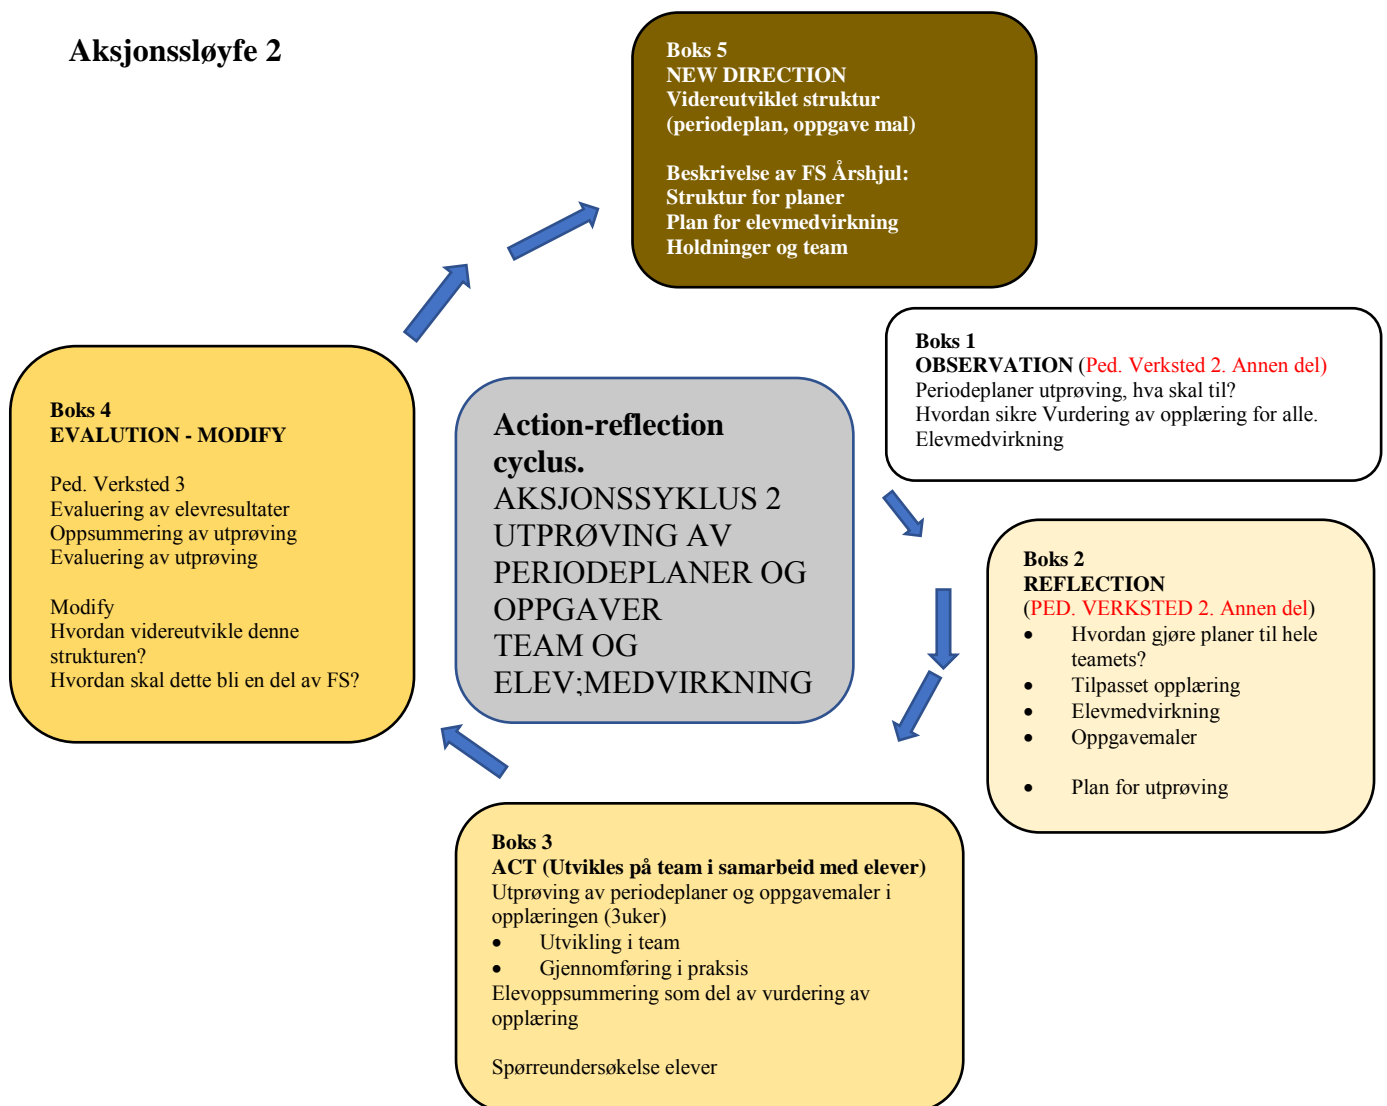 Aksjonssløyfe 2
Boks 5
NEW DIRECTION
Videreutviklet struktur
(periodeplan, oppgave mal)
Beskrivelse av FS Årshjul:
Struktur for planer
Plan for elevmedvirkning
Holdninger og team
Boks 1
OBSERVATION (Ped. Verksted 2. Annen del)
Periodeplaner utprøving, hva skal til?
Hvordan sikre Vurdering av opplæring for alle.
Elevmedvirkning
Boks 2
REFLECTION
(PED. VERKSTED 2. Annen del)
• Hvordan gjøre planer til hele
teamets?
• Tilpasset opplæring
• Elevmedvirkning
• Oppgavemaler
• Plan for utprøving
Boks 3
ACT (Utvikles på team i samarbeid med elever)
Utprøving av periodeplaner og oppgavemaler i
opplæringen (3uker)
• Utvikling i team
• Gjennomføring i praksis
Elevoppsummering som del av vurdering av
opplæring
Spørreundersøkelse elever
Boks 4
EVALUTION - MODIFY
Ped. Verksted 3
Evaluering av elevresultater
Oppsummering av utprøving
Evaluering av utprøving
Modify
Hvordan videreutvikle denne
strukturen?
Hvordan skal dette bli en del av FS?
Action-reflection
cyclus.
AKSJONSSYKLUS 2
UTPRØVING AV
PERIODEPLANER OG
OPPGAVER
TEAM OG
ELEV;MEDVIRKNING